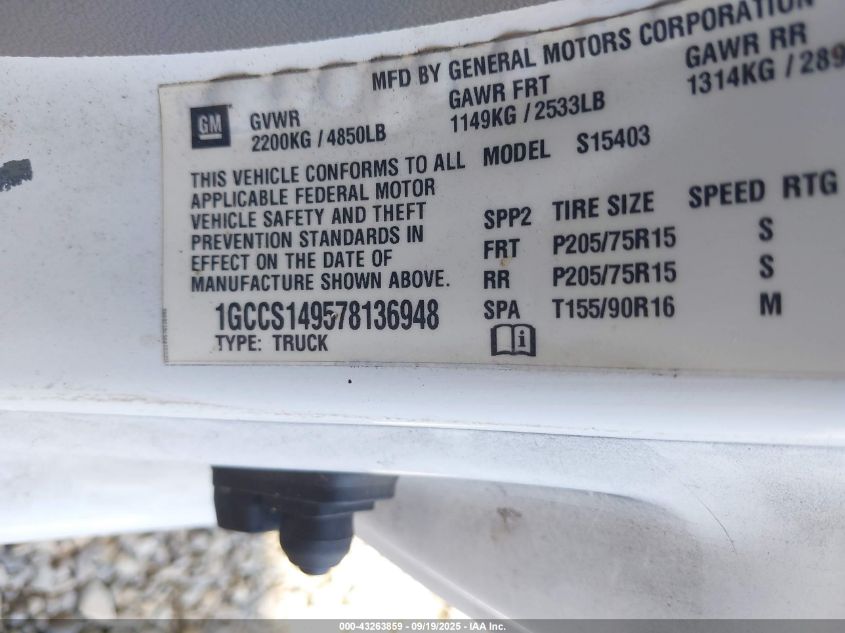 MFD BY GENERAL MOTORS CORPORATION
GM
GVWR
GAWR FRT
GAWR RR
2200KG / 4850LB
1149KG / 2533LB
1314KG / 289
THIS VEHICLE CONFORMS TO ALL
APPLICABLE FEDERAL MOTOR
VEHICLE SAFETY AND THEFT
PREVENTION STANDARDS IN
EFFECT ON THE DATE OF
MANUFACTURE SHOWN ABOVE.
1GCCS149578136948
TYPE: TRUCK
MODEL S15403
SPP2 TIRE SIZE SPEED RTG
FRT P205/75R15 S
RR P205/75R15 S
SPA T155/90R16 M
i
000-43263859 - 09/19/2025 - IAA Inc.